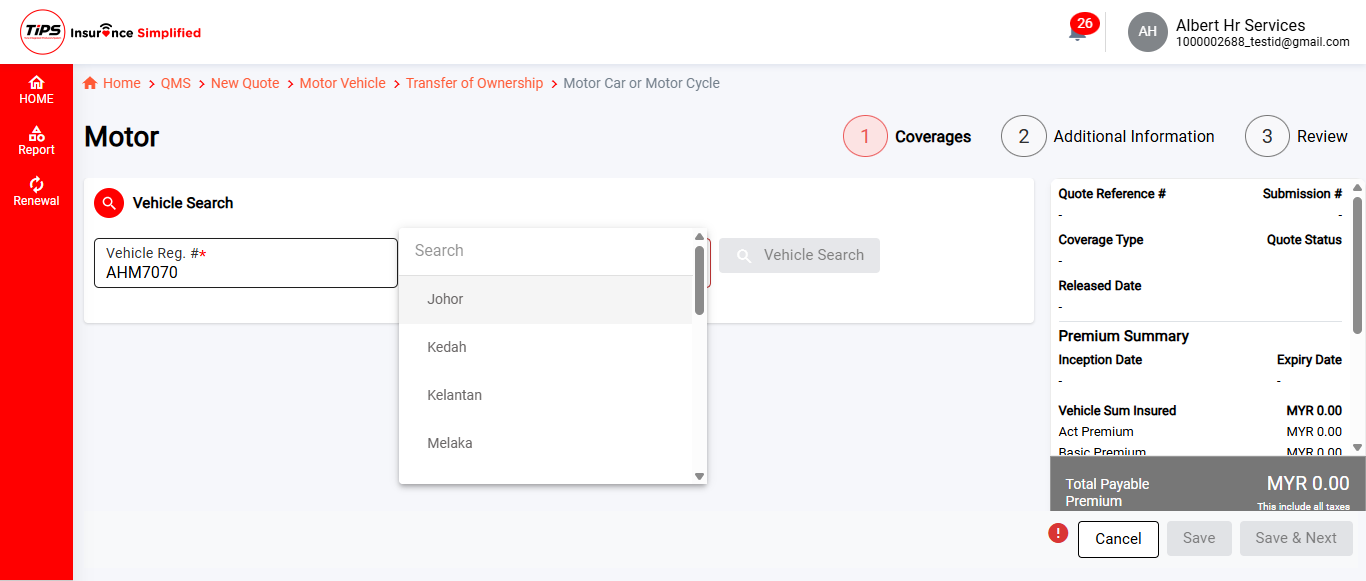 TiPS Insurance Simplified
26
AH
Albert Hr Services
1000002688_testid@gmail.com
HOME
Report
Renewal
Home > QMS > New Quote > Motor Vehicle > Transfer of Ownership > Motor Car or Motor Cycle
Motor
1 Coverages
2 Additional Information
3 Review
Vehicle Search
Vehicle Reg. #*
AHM7070
Search
Johor
Kedah
Kelantan
Melaka
Vehicle Search
Quote Reference # Submission #
- -
Coverage Type Quote Status
-
Released Date
-
Premium Summary
Inception Date Expiry Date
- -
Vehicle Sum Insured MYR 0.00
Act Premium MYR 0.00
Basic Premium MYR 0.00
Total Payable Premium MYR 0.00
This include all taxes
!
Cancel
Save
Save & Next